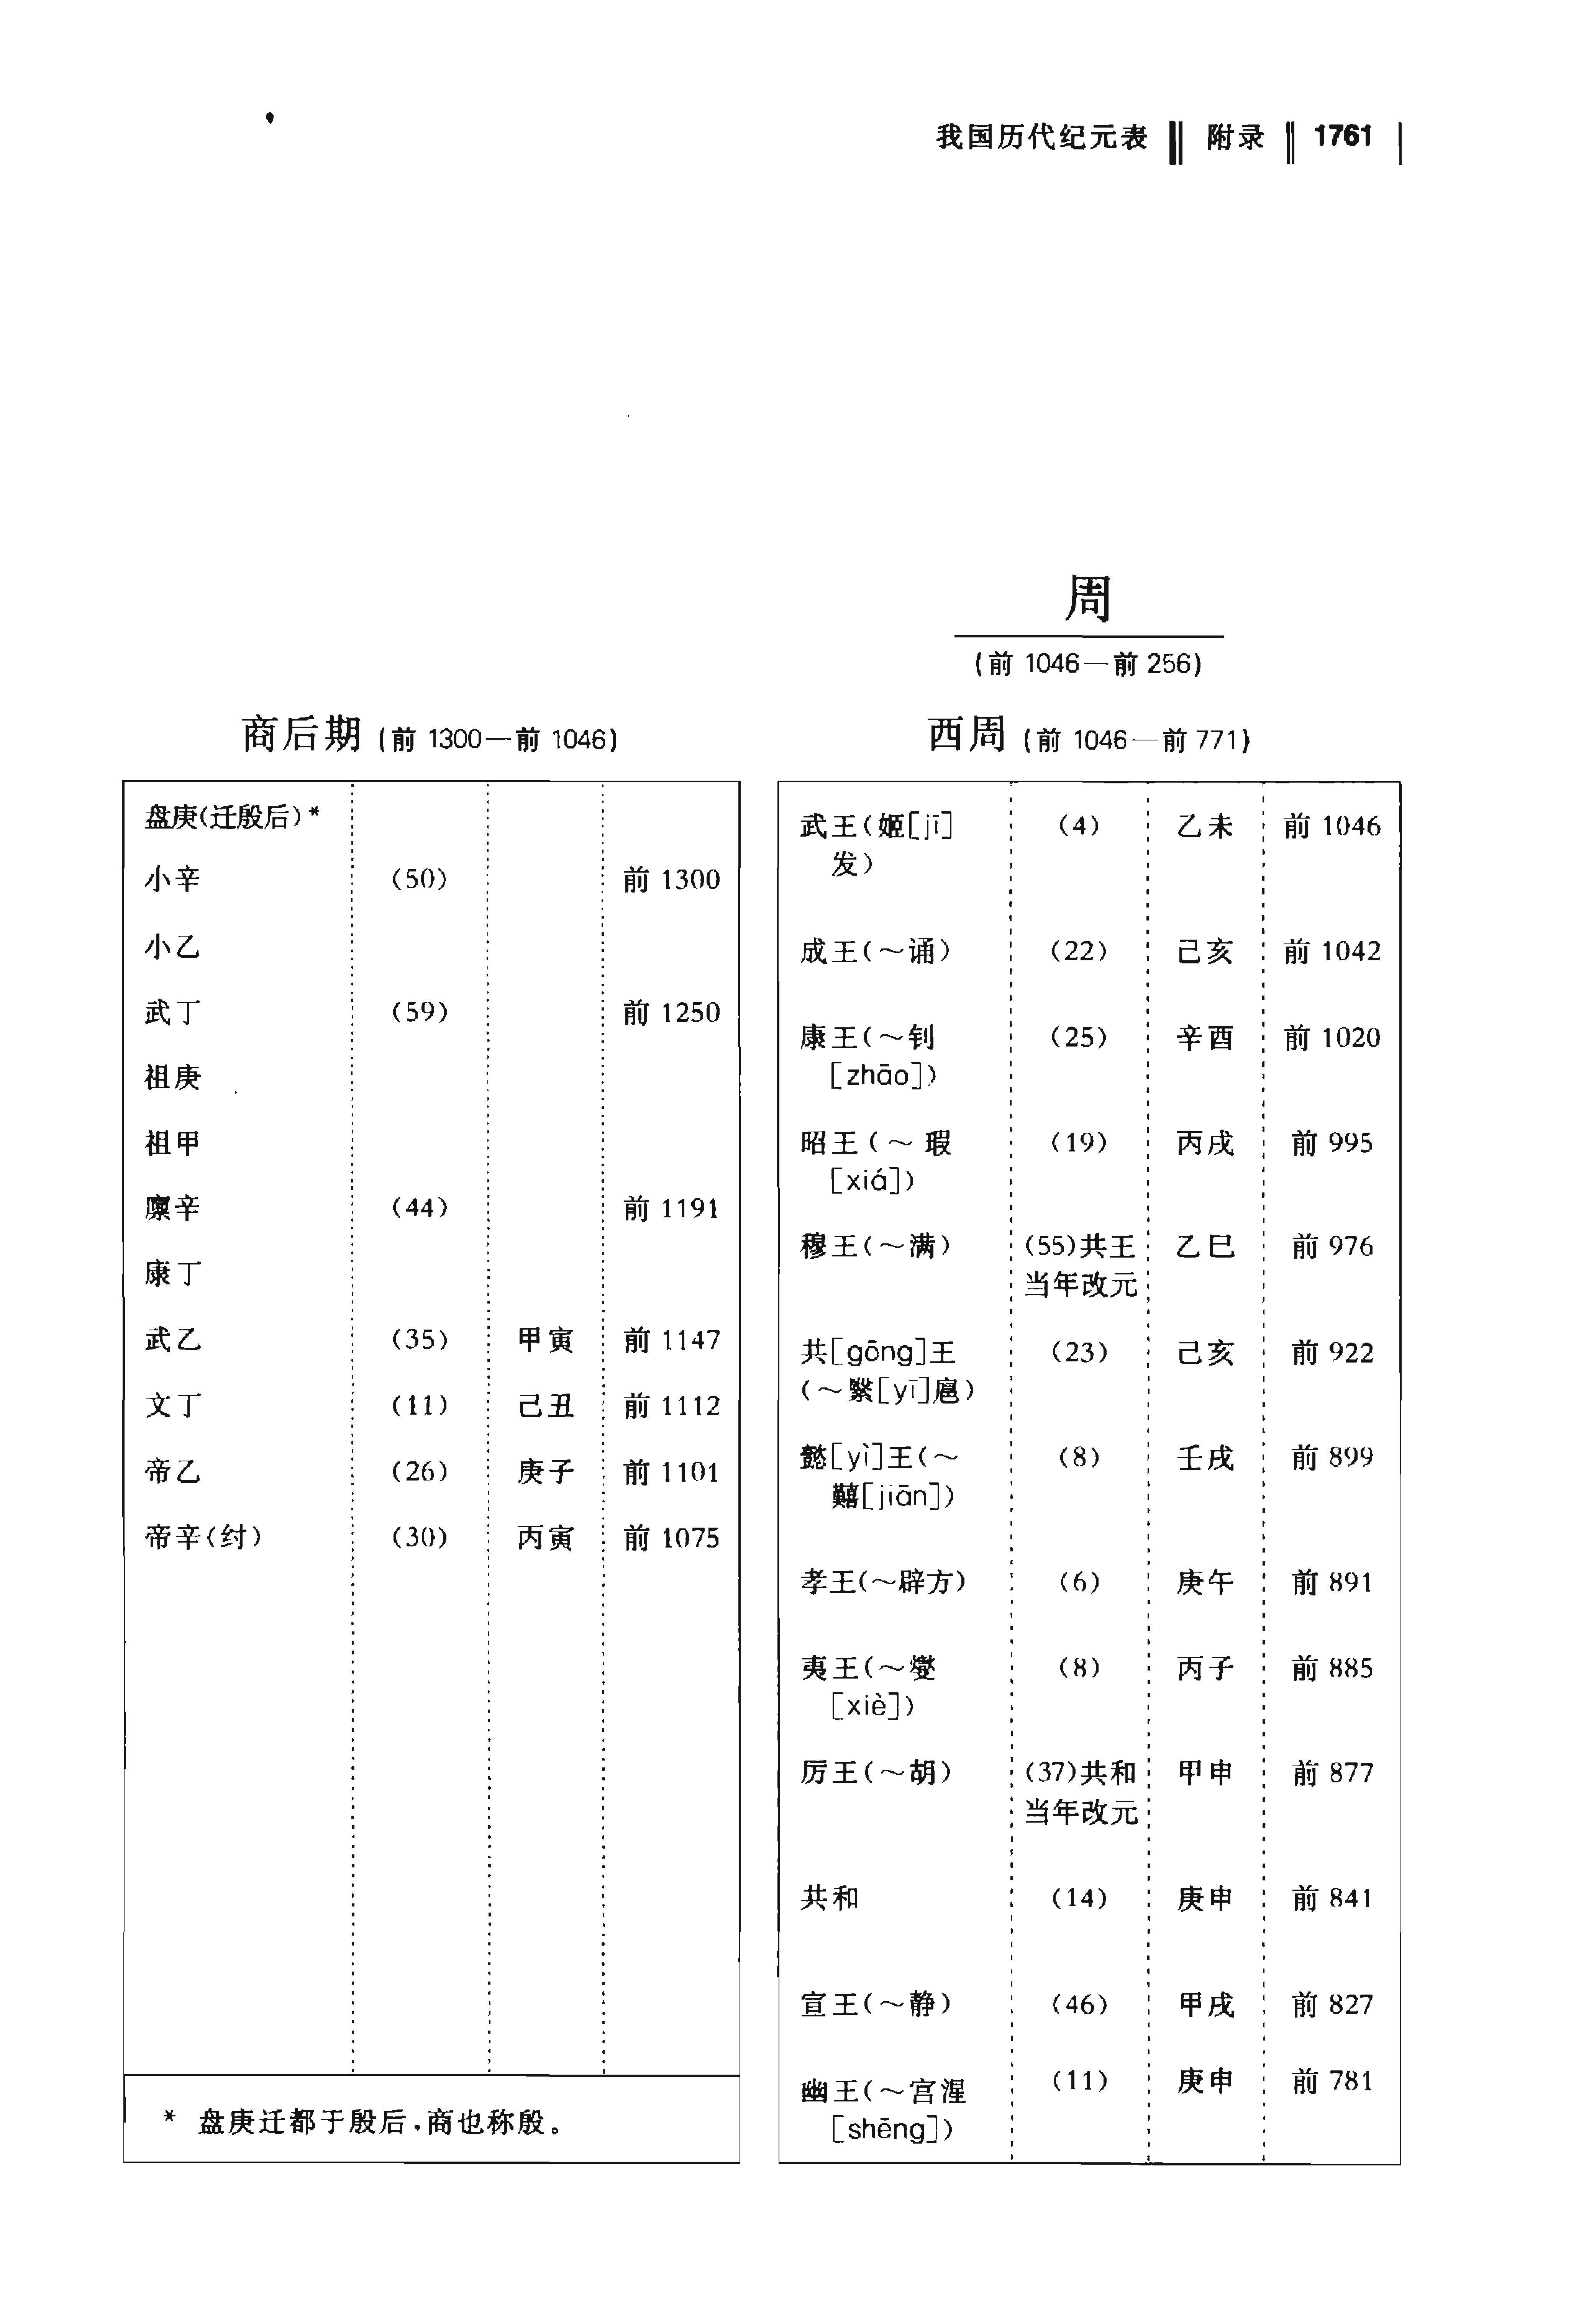 我国历代纪元表 ‖ 附录 ‖ 1761
商后期 (前 1300—前 1046)
盘庚(迁殷后)*
小辛 (50) 前 1300
小乙
武丁 (59) 前 1250
祖庚
祖甲
廪辛 (44) 前 1191
康丁
武乙 (35) 甲寅 前 1147
文丁 (11) 己丑 前 1112
帝乙 (26) 庚子 前 1101
帝辛(纣) (30) 丙寅 前 1075
* 盘庚迁都于殷后,商也称殷。
周
(前 1046—前 256)
西周 (前 1046—前 771)
武王(姬[jī] (4) 乙未 前 1046
发)
成王(～诵) (22) 己亥 前 1042
康王(～钊 (25) 辛酉 前 1020
[zhāo])
昭王(～瑕 (19) 丙戌 前 995
[xiá])
穆王(～满) (55)共王 乙巳 前 976
当年改元
共[gōng]王 (23) 己亥 前 922
(～繄[yī]扈)
懿[yì]王(～ (8) 壬戌 前 899
囏[jiān])
孝王(～辟方) (6) 庚午 前 891
夷王(～燮 (8) 丙子 前 885
[xiè])
厉王(～胡) (37)共和 甲申 前 877
当年改元
共和 (14) 庚申 前 841
宣王(～静) (46) 甲戌 前 827
幽王(～宫湦 (11) 庚申 前 781
[shēng])